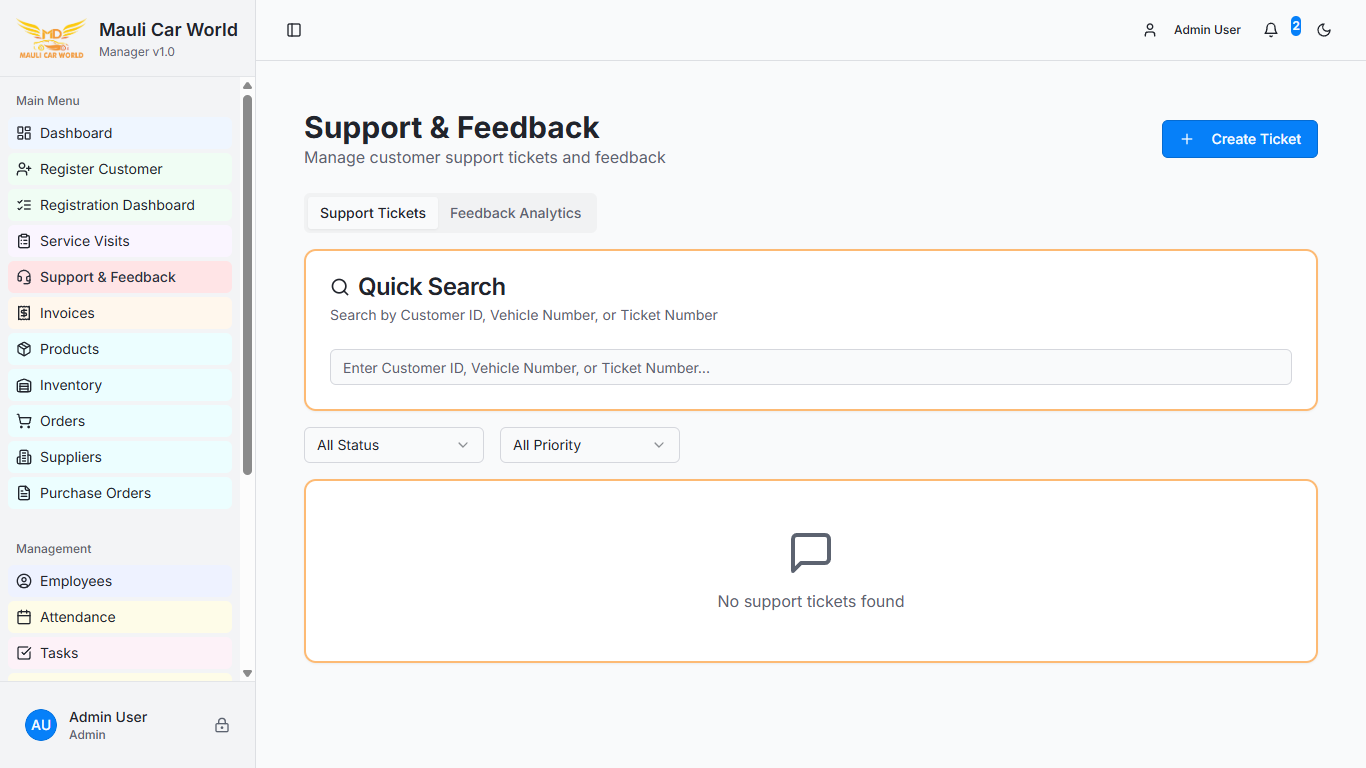 MD
MAULI CAR WORLD
Mauli Car World
Manager v1.0
Admin User
2
Main Menu
Dashboard
Register Customer
Registration Dashboard
Service Visits
Support & Feedback
Invoices
Products
Inventory
Orders
Suppliers
Purchase Orders
Management
Employees
Attendance
Tasks
AU
Admin User
Admin
Support & Feedback
Manage customer support tickets and feedback
Create Ticket
Support Tickets
Feedback Analytics
Quick Search
Search by Customer ID, Vehicle Number, or Ticket Number
Enter Customer ID, Vehicle Number, or Ticket Number...
All Status
All Priority
No support tickets found